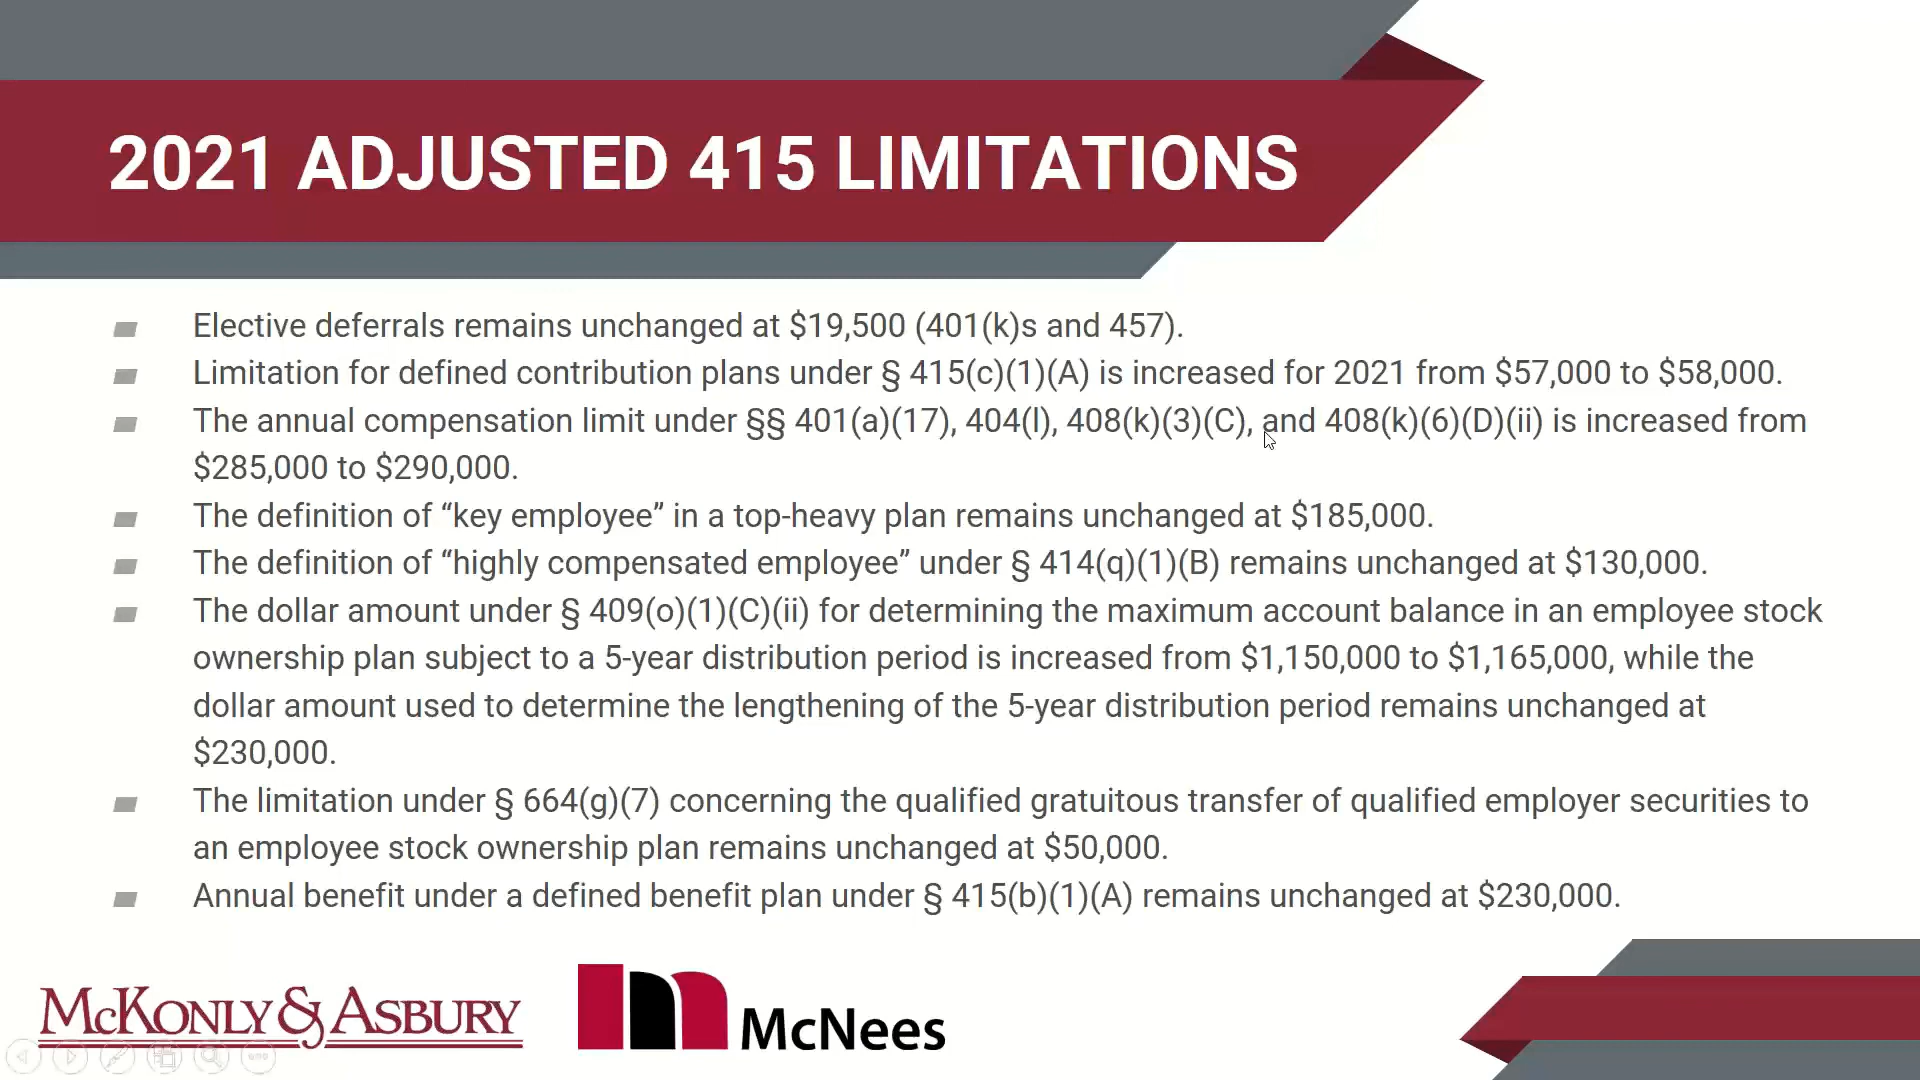 2021 ADJUSTED 415 LIMITATIONS
Elective deferrals remains unchanged at $19,500 (401(k)s and 457).
Limitation for defined contribution plans under § 415(c)(1)(A) is increased for 2021 from $57,000 to $58,000.
The annual compensation limit under §§ 401(a)(17), 404(l), 408(k)(3)(C), and 408(k)(6)(D)(ii) is increased from
$285,000 to $290,000.
The definition of “key employee” in a top-heavy plan remains unchanged at $185,000.
The definition of “highly compensated employee” under § 414(q)(1)(B) remains unchanged at $130,000.
The dollar amount under § 409(o)(1)(C)(ii) for determining the maximum account balance in an employee stock
ownership plan subject to a 5-year distribution period is increased from $1,150,000 to $1,165,000, while the
dollar amount used to determine the lengthening of the 5-year distribution period remains unchanged at
$230,000.
The limitation under § 664(g)(7) concerning the qualified gratuitous transfer of qualified employer securities to
an employee stock ownership plan remains unchanged at $50,000.
Annual benefit under a defined benefit plan under § 415(b)(1)(A) remains unchanged at $230,000.
McKONLY & ASBURY
McNees